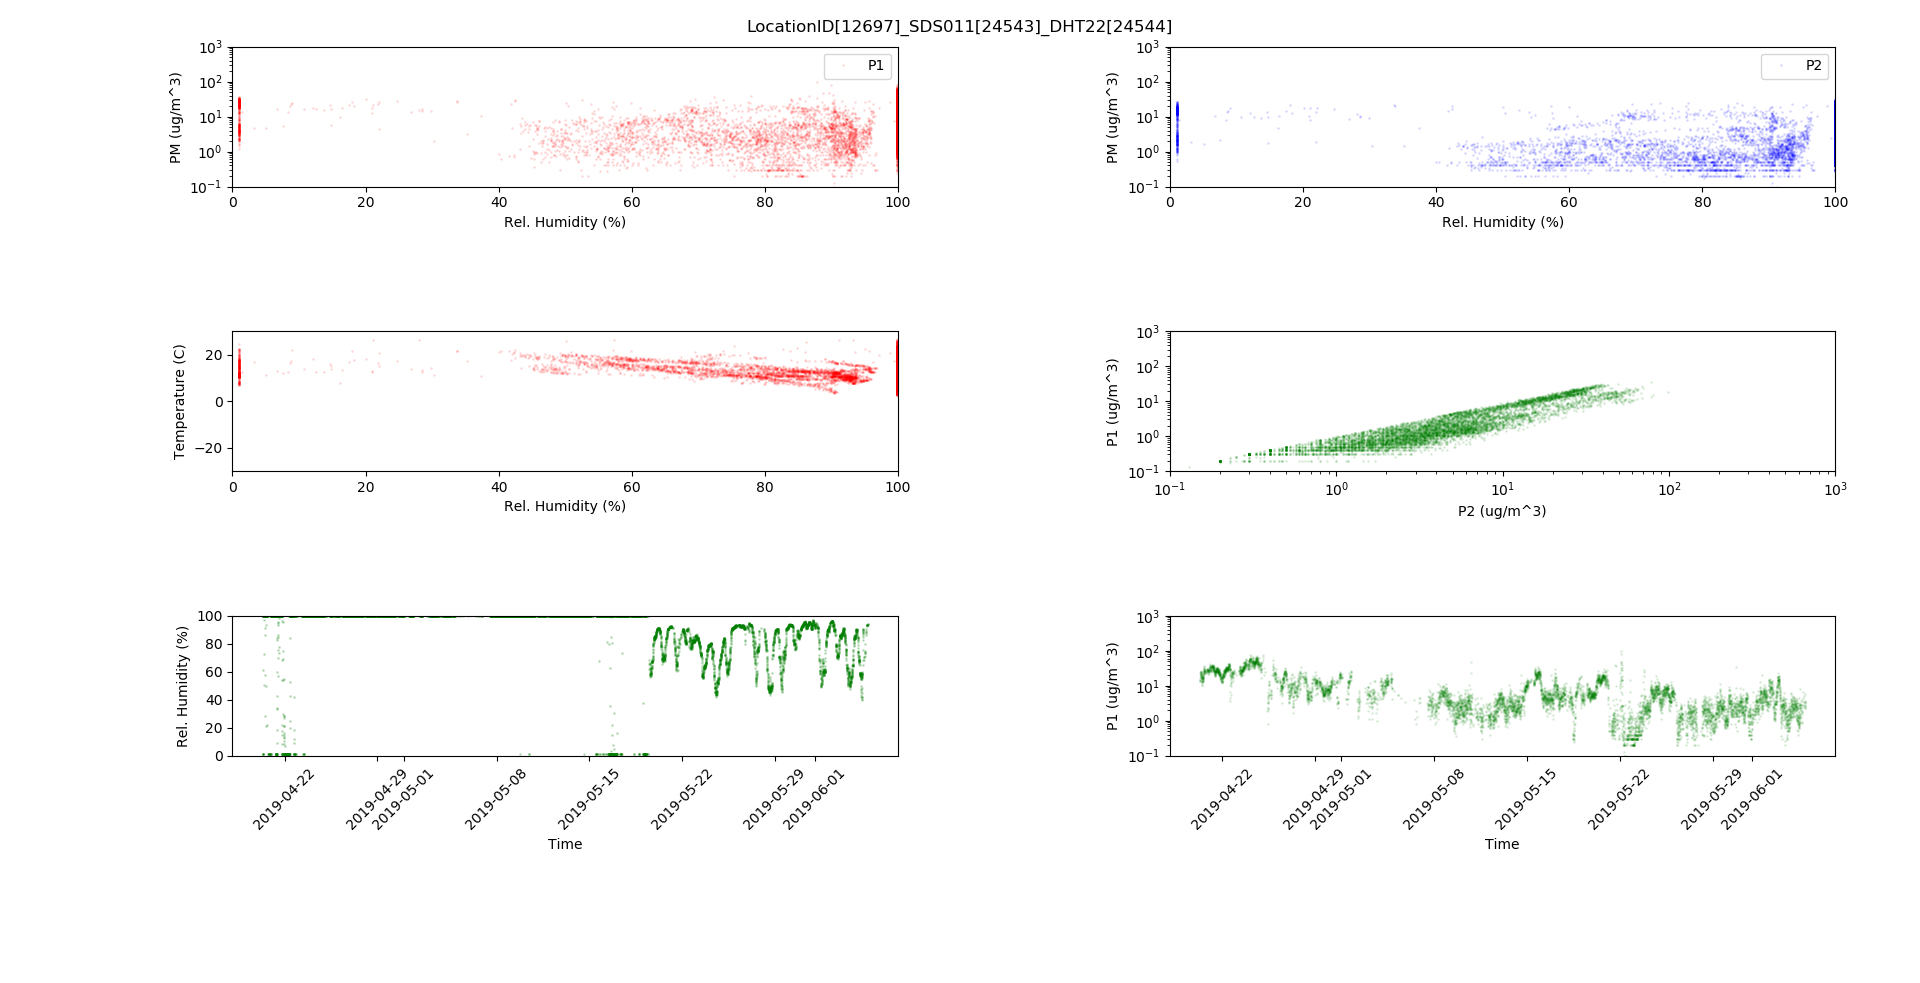 LocationID[12697]_SDS011[24543]_DHT22[24544]
10^3
10^2
10^1
10^0
10^-1
PM (ug/m^3)
P1
0 20 40 60 80 100
Rel. Humidity (%)
10^3
10^2
10^1
10^0
10^-1
PM (ug/m^3)
P2
0 20 40 60 80 100
Rel. Humidity (%)
20
0
−20
Temperature (C)
0 20 40 60 80 100
Rel. Humidity (%)
10^3
10^2
10^1
10^0
10^-1
P1 (ug/m^3)
10^-1 10^0 10^1 10^2 10^3
P2 (ug/m^3)
100
80
60
40
20
0
Rel. Humidity (%)
2019-04-22 2019-04-29 2019-05-01 2019-05-08 2019-05-15 2019-05-22 2019-05-29 2019-06-01
Time
10^3
10^2
10^1
10^0
10^-1
P1 (ug/m^3)
2019-04-22 2019-04-29 2019-05-01 2019-05-08 2019-05-15 2019-05-22 2019-05-29 2019-06-01
Time